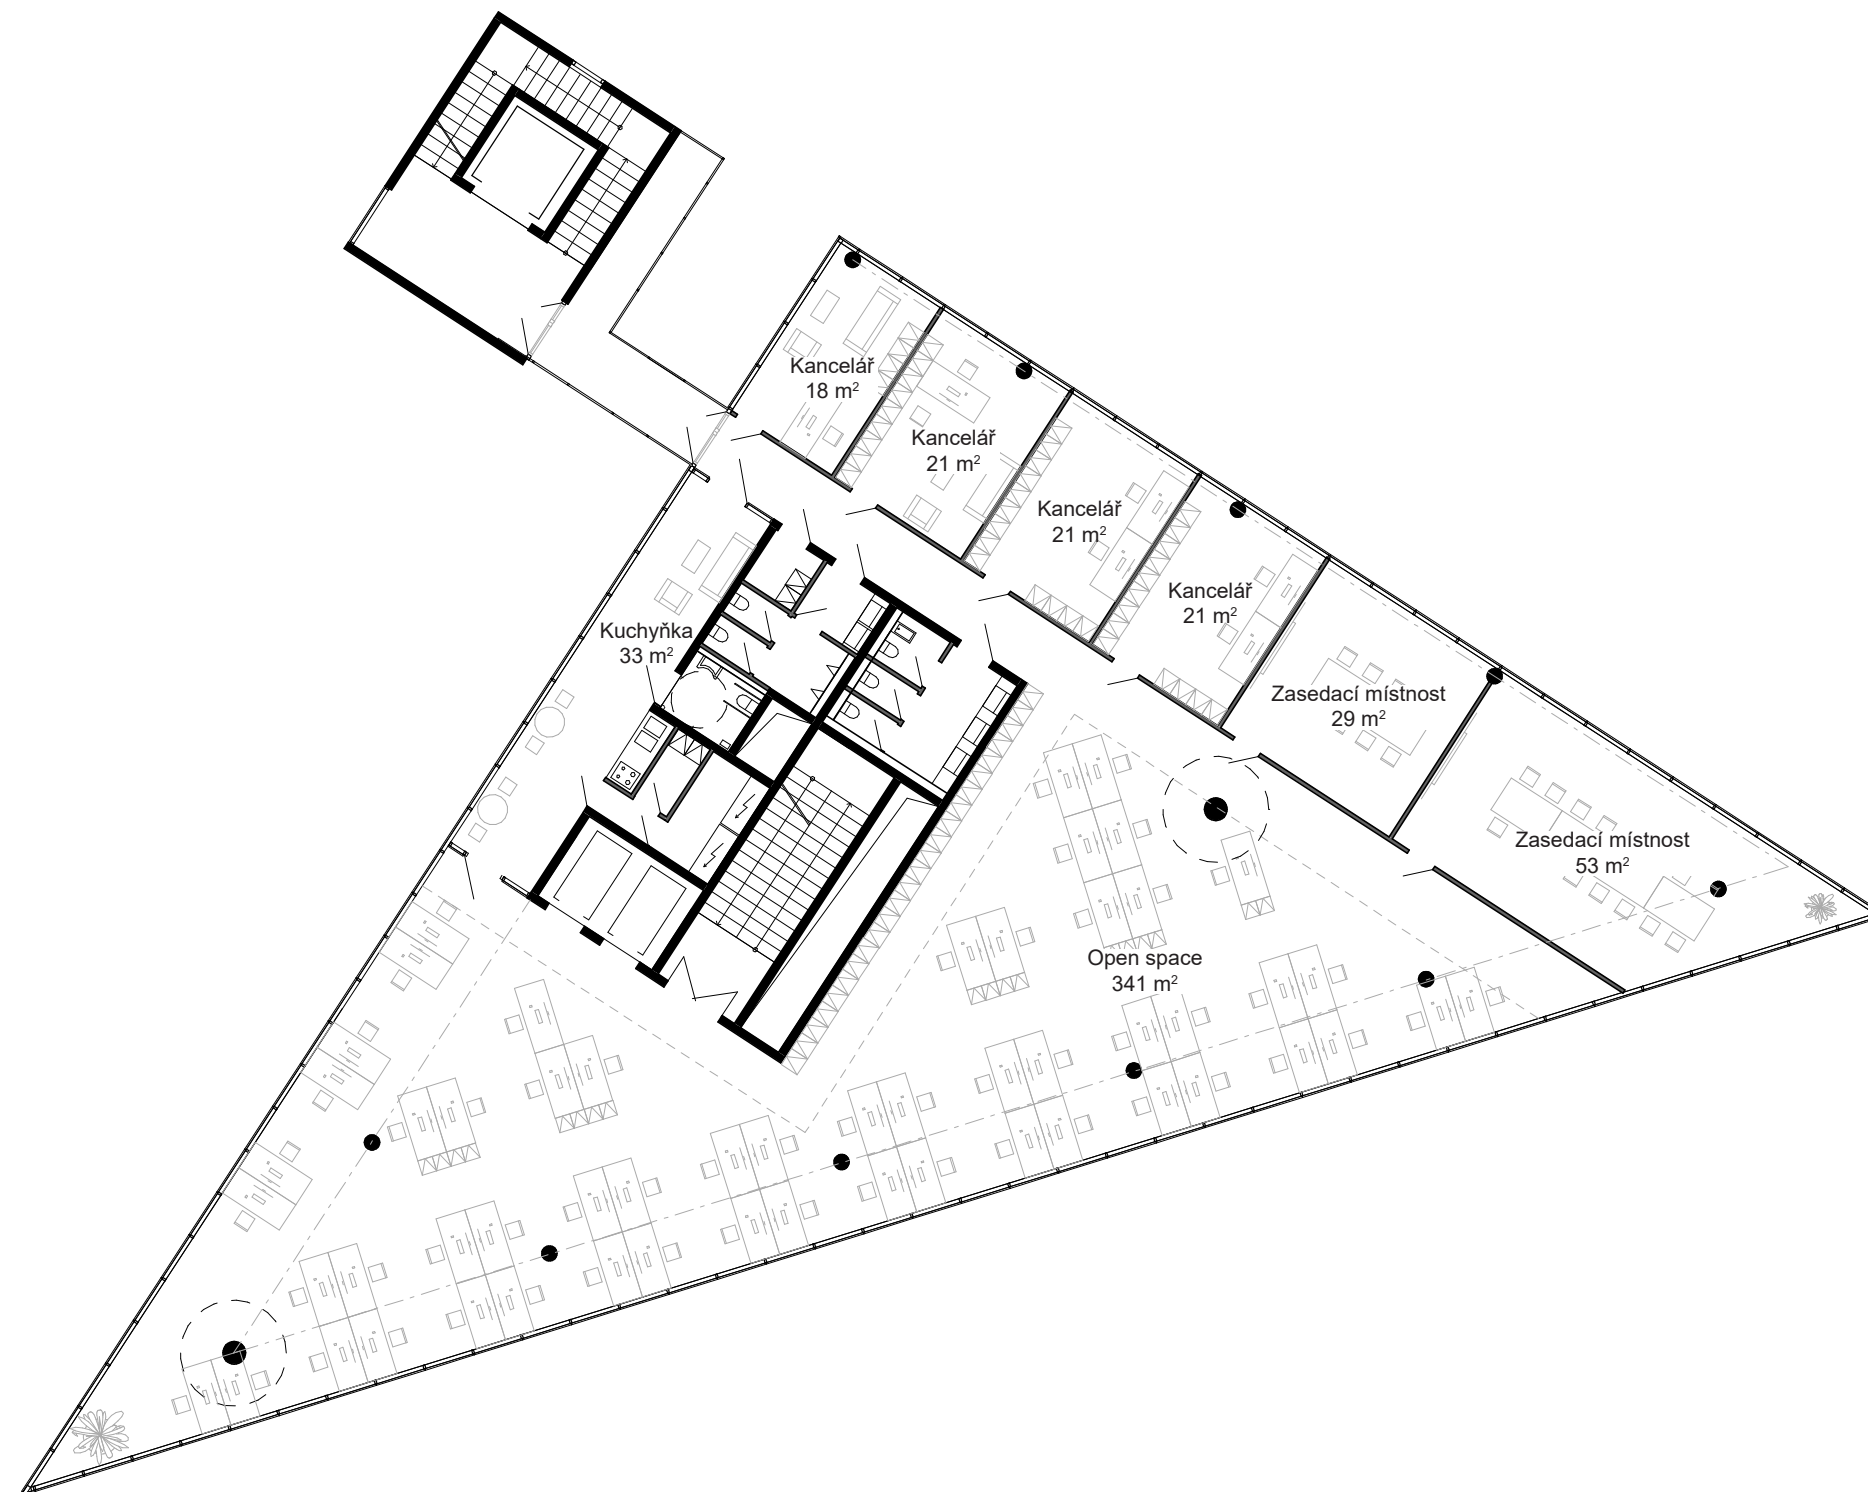 Kancelář
18 m²
Kancelář
21 m²
Kancelář
21 m²
Kancelář
21 m²
Kuchyňka
33 m²
Zasedací místnost
29 m²
Zasedací místnost
53 m²
Open space
341 m²